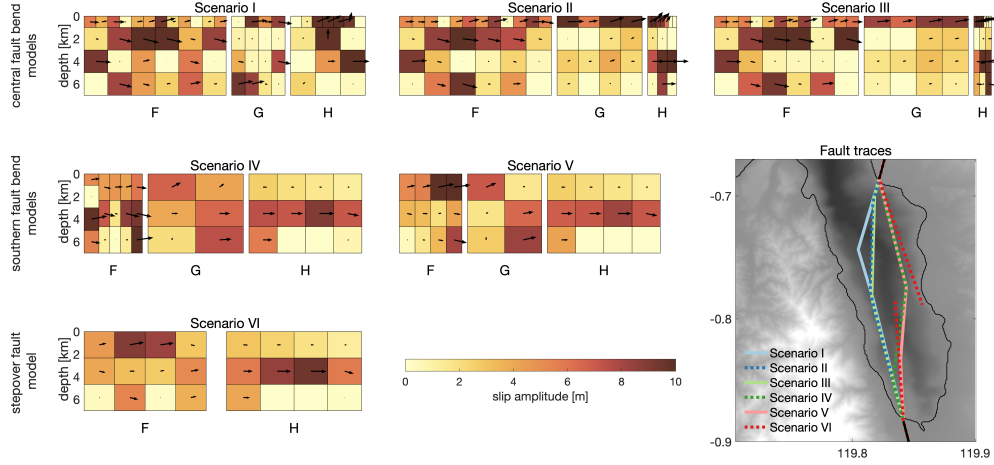 Scenario I
Scenario II
Scenario III
central fault bend
models
depth [km]
0
2
4
6
F
G
H
F
G
H
F
G
H
Scenario IV
Scenario V
southern fault bend
models
depth [km]
0
2
4
6
F
G
H
F
G
H
Scenario VI
stepover fault
model
depth [km]
0
2
4
6
F
H
0
2
4
6
8
10
slip amplitude [m]
Fault traces
-0.7
-0.8
-0.9
119.8
119.9
Scenario I
Scenario II
Scenario III
Scenario IV
Scenario V
Scenario VI